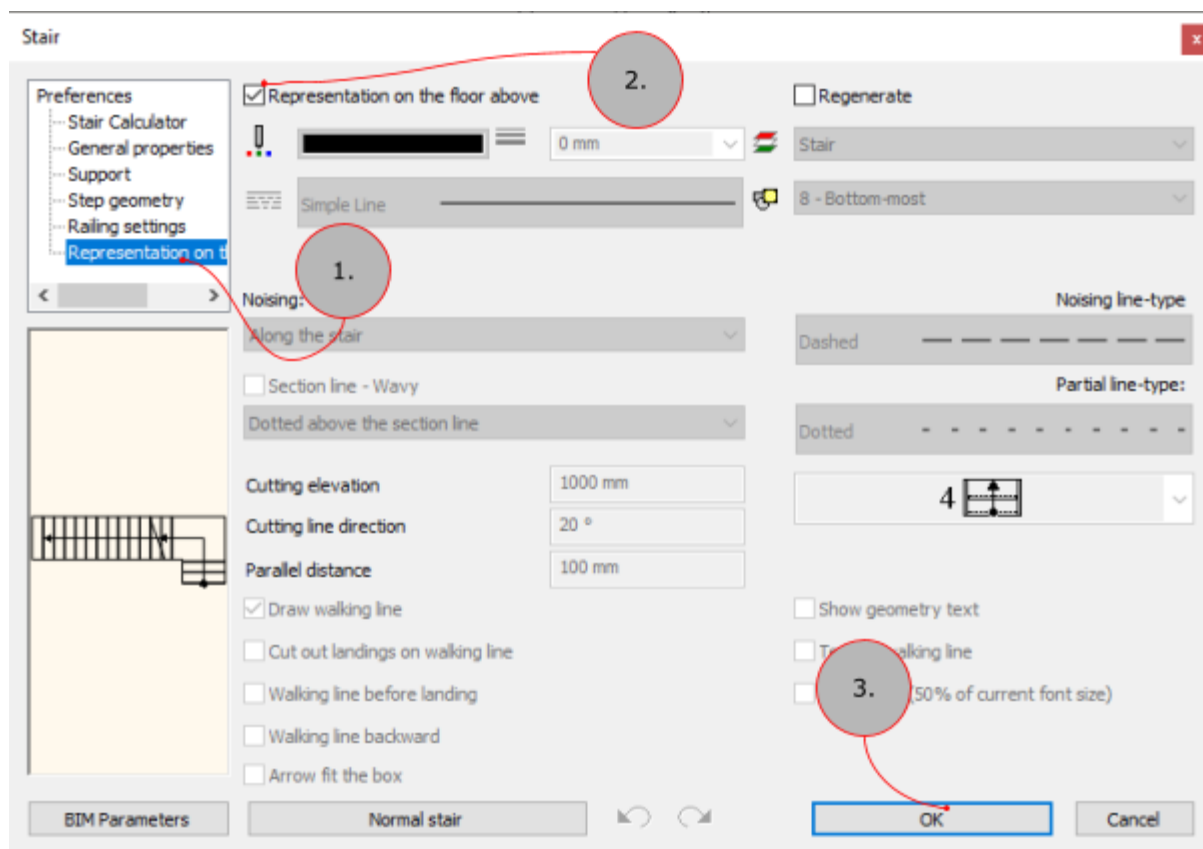 Stair
x
Preferences
Stair Calculator
General properties
Support
Step geometry
Railing settings
Representation on t
1.
2.
Representation on the floor above
Regenerate
0 mm
Stair
Simple Line
8 - Bottom-most
Noising:
Noising line-type
Along the stair
Dashed
Section line - Wavy
Partial line-type:
Dotted above the section line
Dotted
Cutting elevation
1000 mm
4
Cutting line direction
20 °
Parallel distance
100 mm
Draw walking line
Show geometry text
Cut out landings on walking line
walking line
Walking line before landing
3.
(50% of current font size)
Walking line backward
Arrow fit the box
BIM Parameters
Normal stair
OK
Cancel